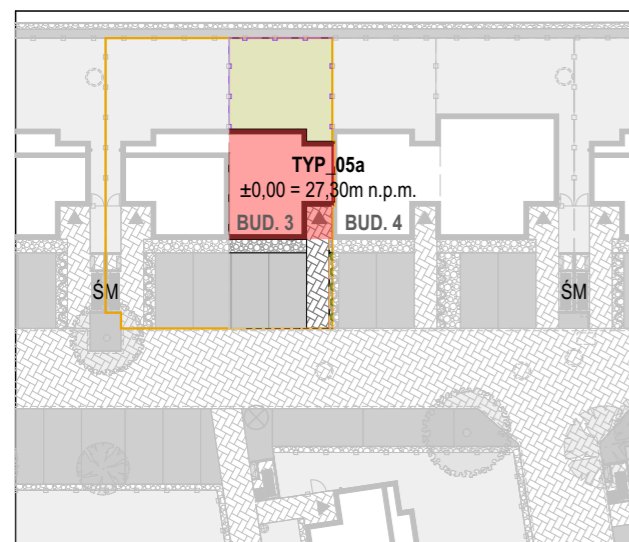 TYP_05a
±0,00 = 27,30m n.p.m.
BUD. 3 BUD. 4
ŚM ŚM